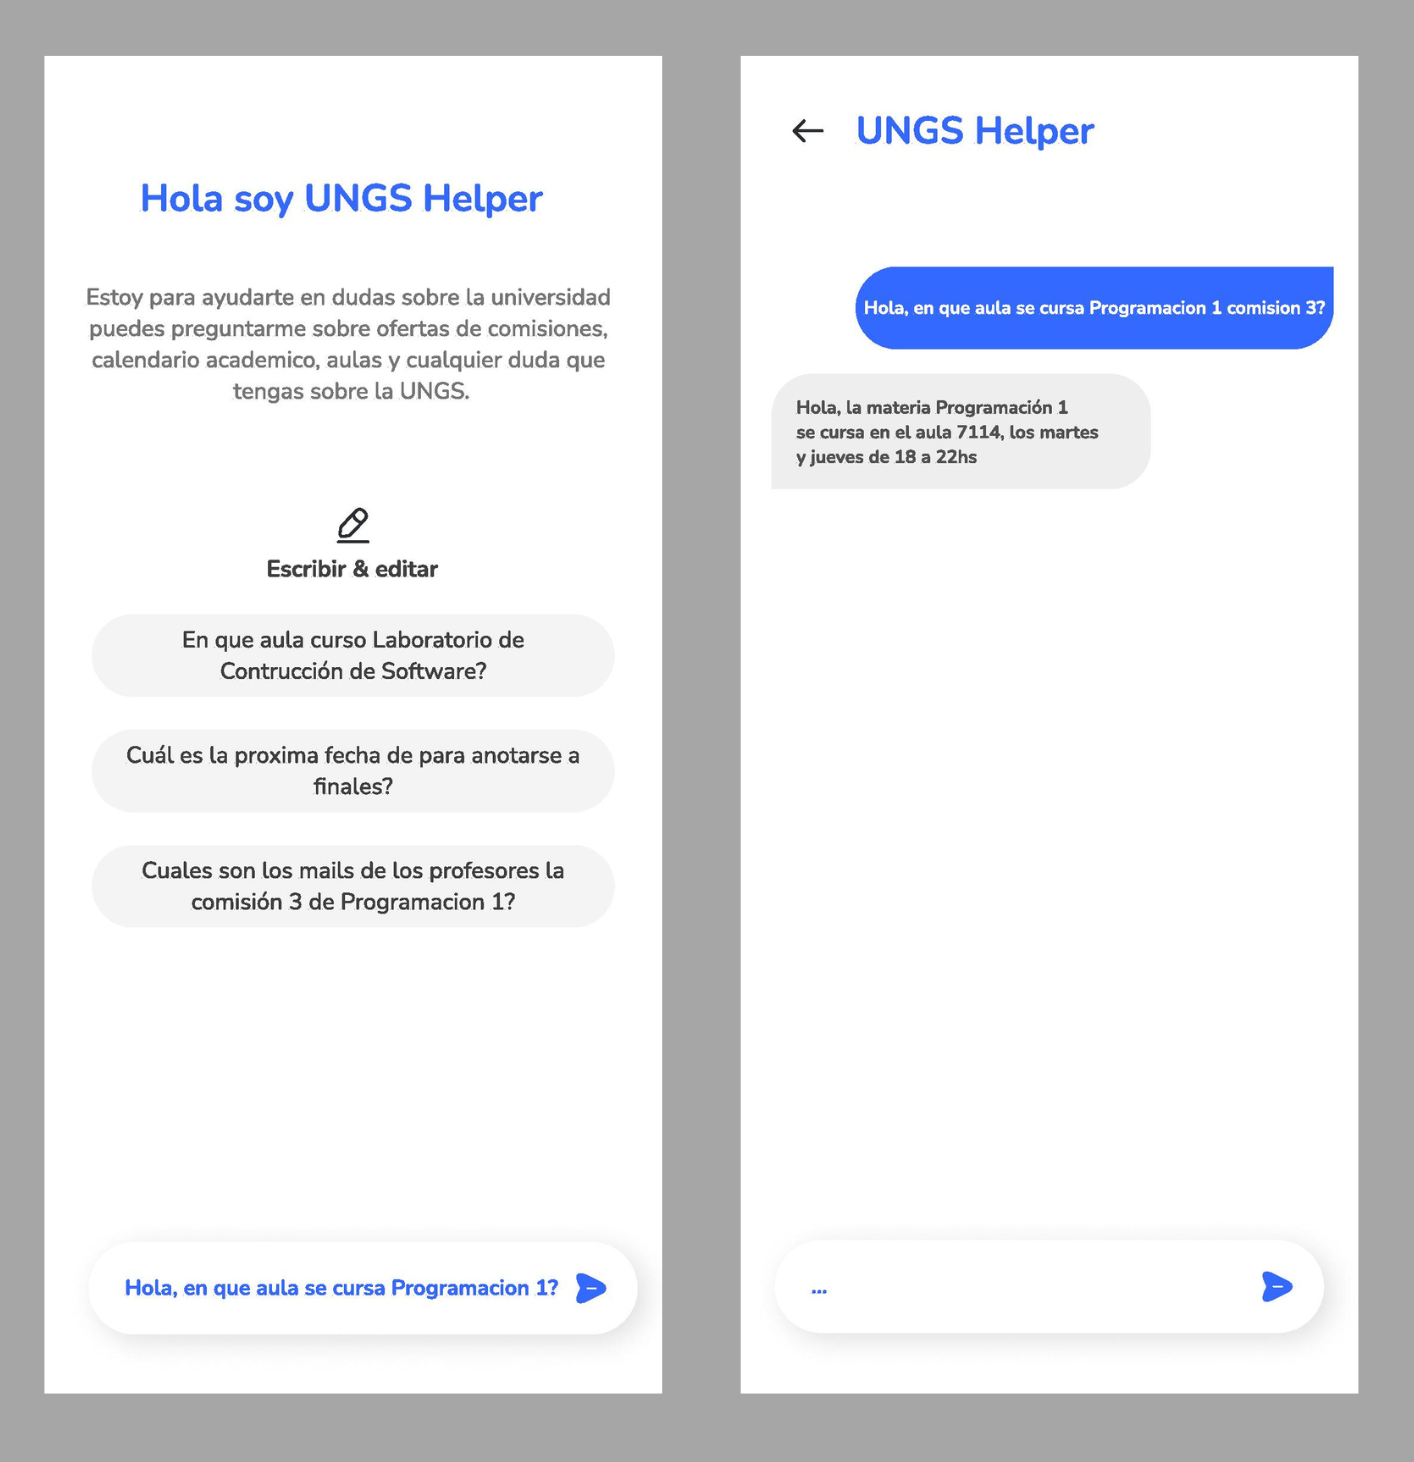 Hola soy UNGS Helper
Estoy para ayudarte en dudas sobre la universidad
puedes preguntarme sobre ofertas de comisiones,
calendario academico, aulas y cualquier duda que
tengas sobre la UNGS.
Escribir & editar
En que aula curso Laboratorio de
Contrucción de Software?
Cuál es la proxima fecha de para anotarse a
finales?
Cuales son los mails de los profesores la
comisión 3 de Programacion 1?
Hola, en que aula se cursa Programacion 1?
UNGS Helper
Hola, en que aula se cursa Programacion 1 comision 3?
Hola, la materia Programación 1
se cursa en el aula 7114, los martes
y jueves de 18 a 22hs
...